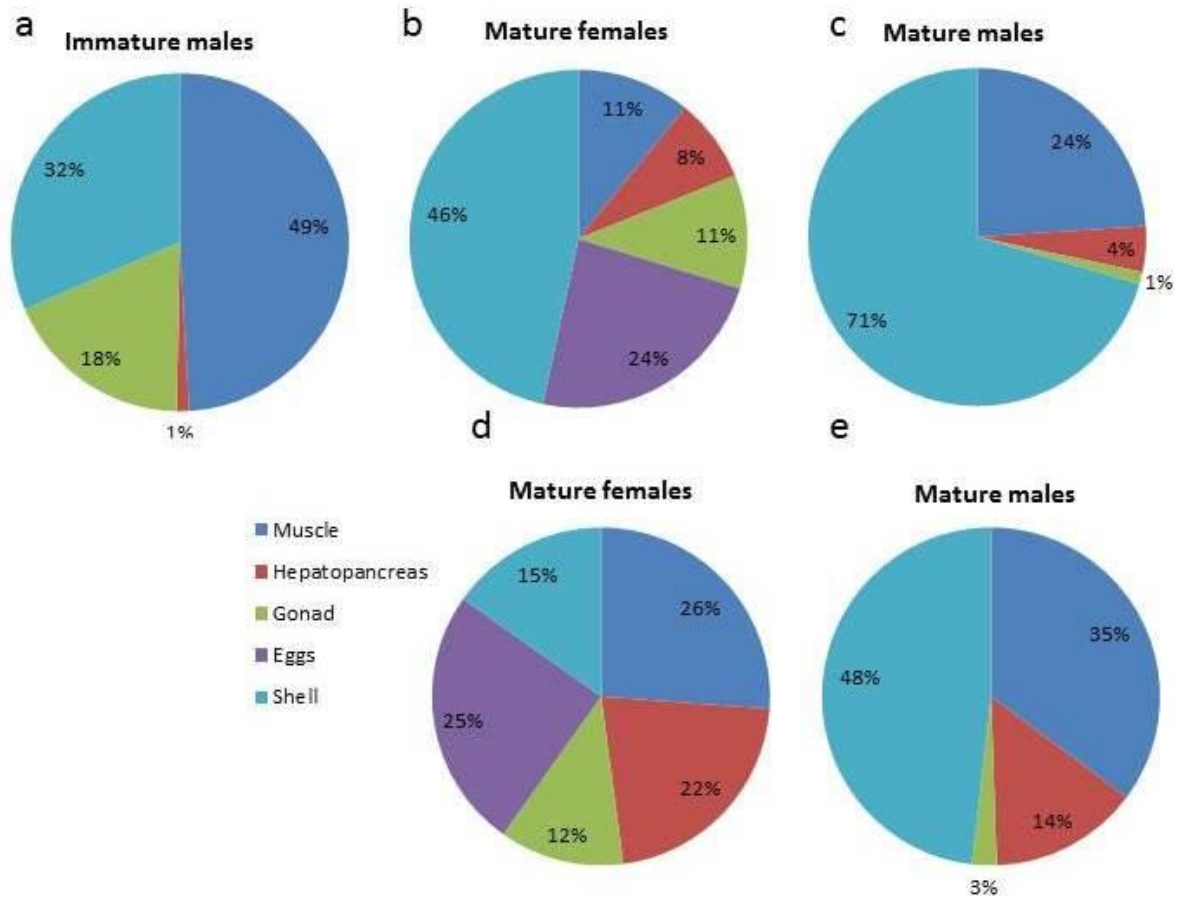 a
Immature males
32%
49%
18%
1%
b
Mature females
11%
8%
11%
46%
24%
c
Mature males
24%
4%
1%
71%
Muscle
Hepatopancreas
Gonad
Eggs
Shell
d
Mature females
15%
26%
25%
22%
12%
e
Mature males
35%
48%
14%
3%